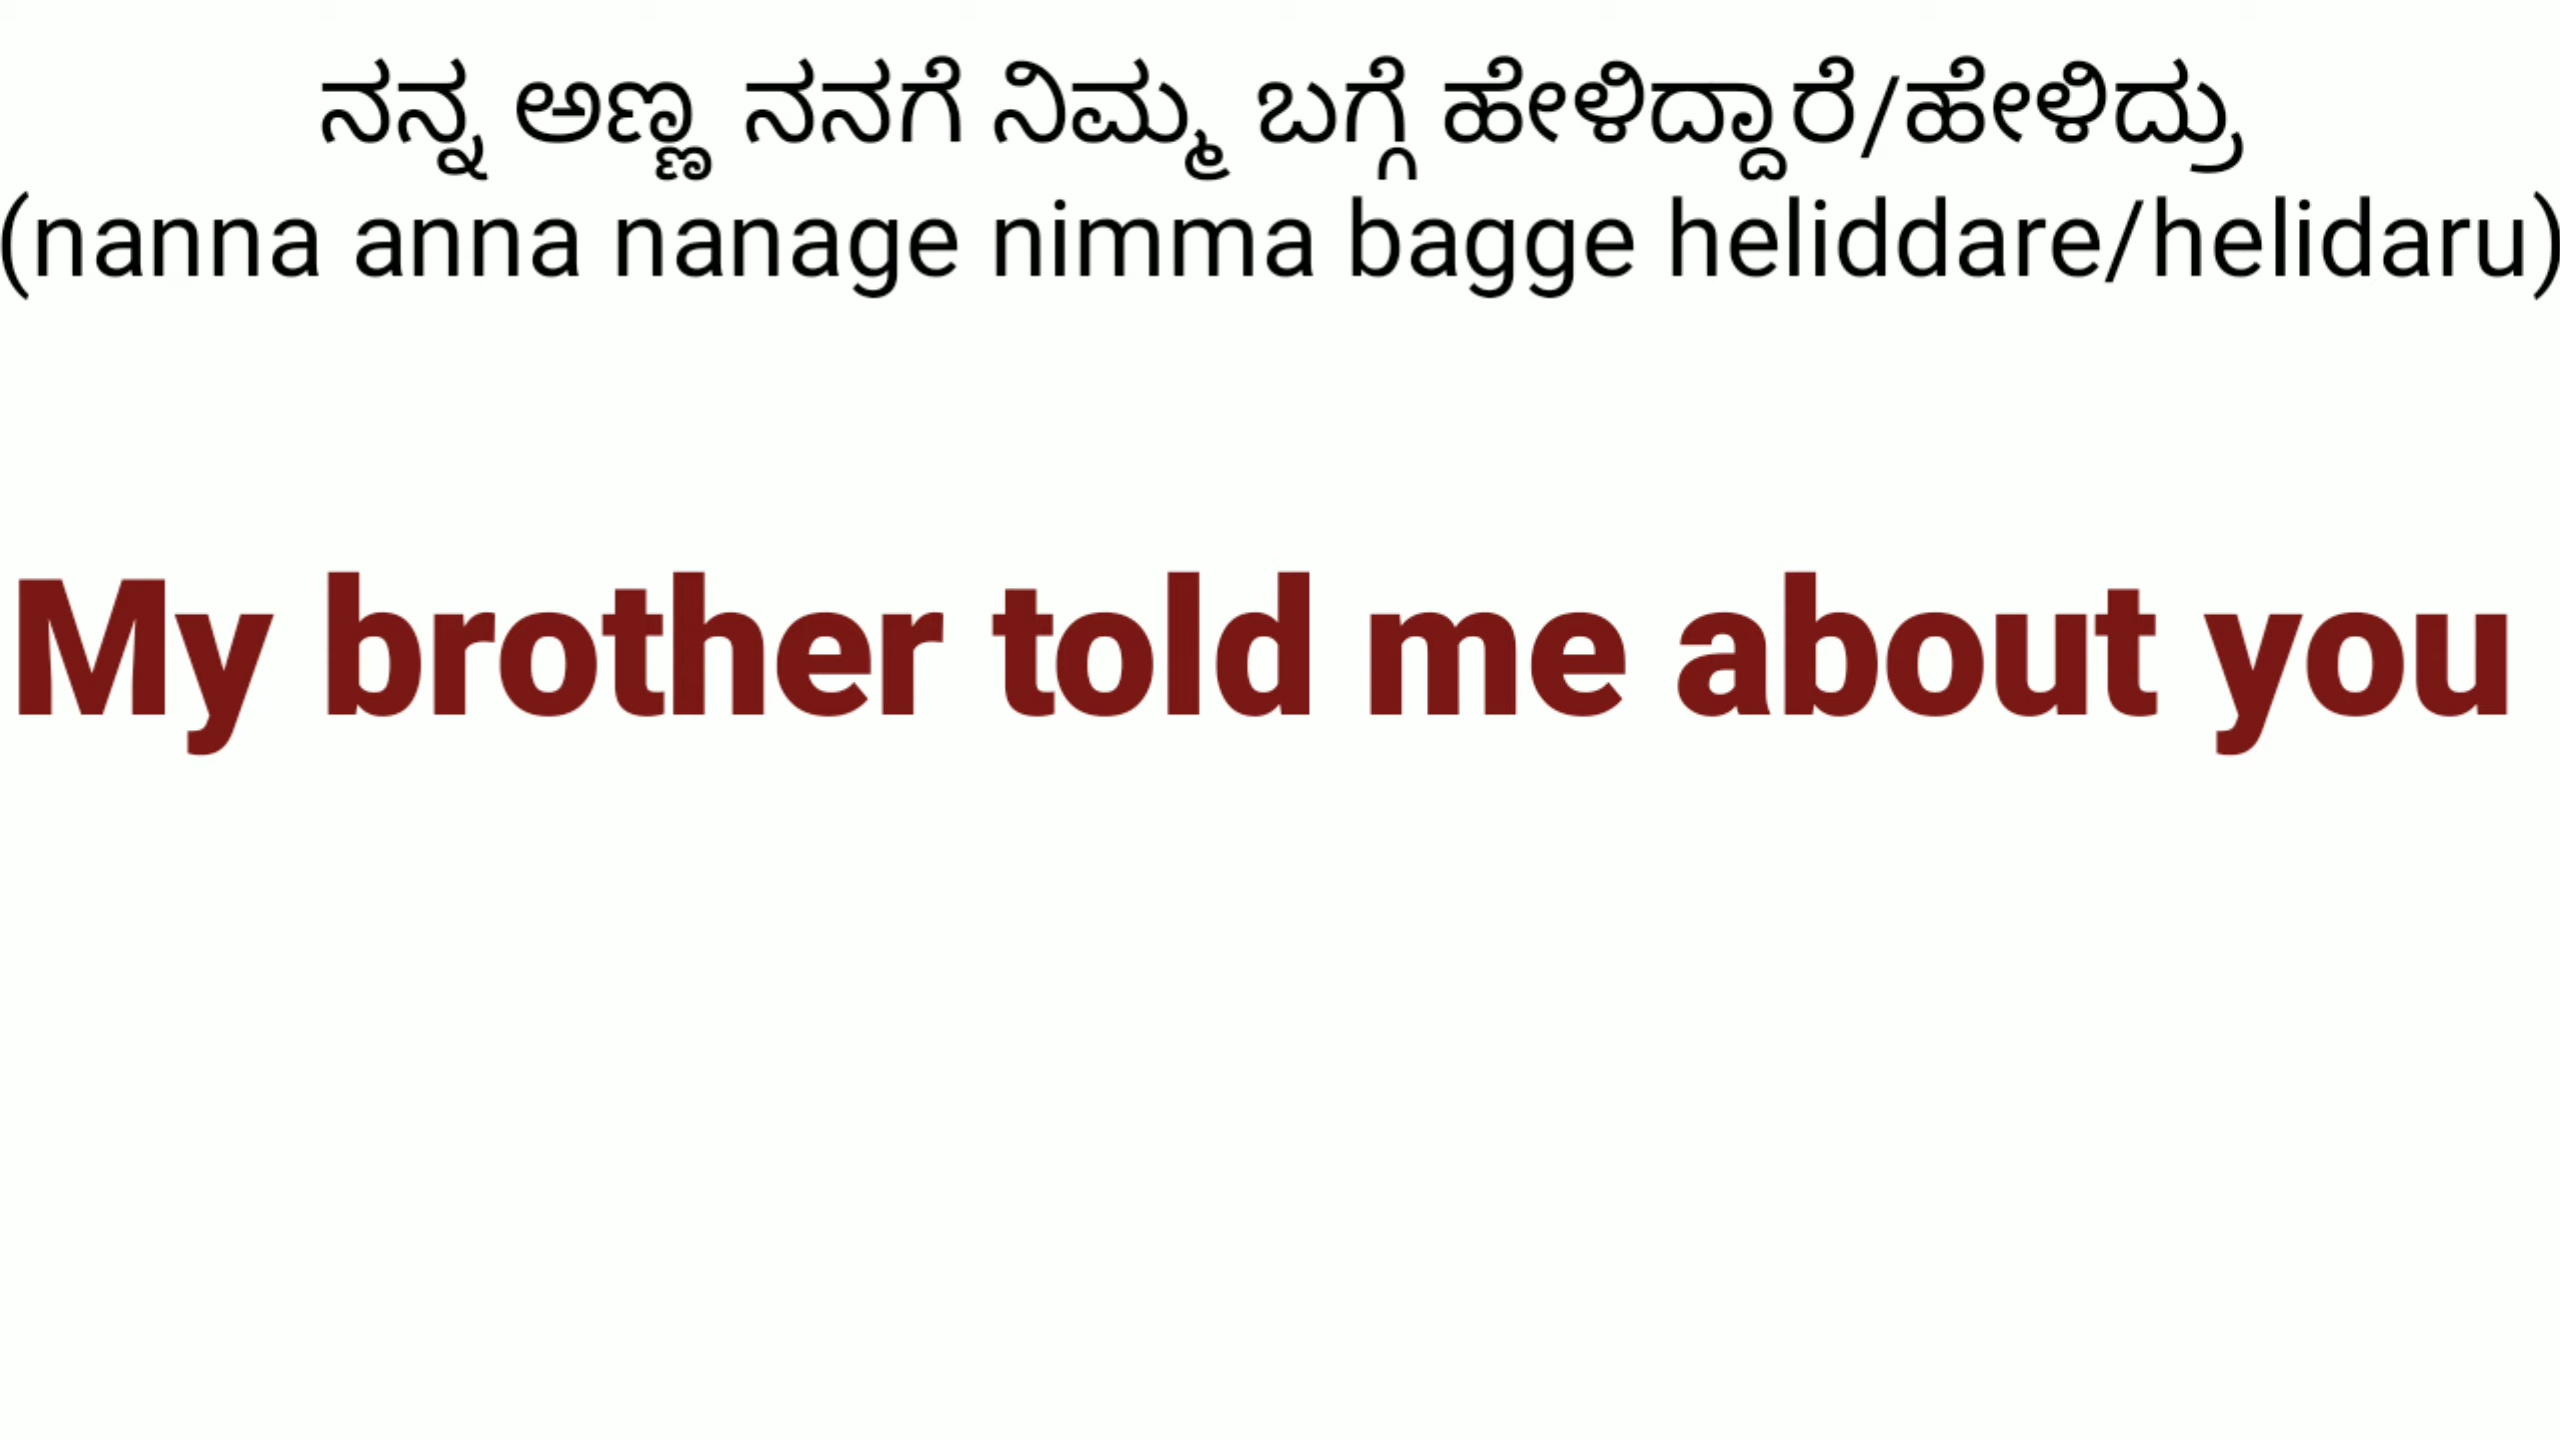 ನನ್ನ ಅಣ್ಣ ನನಗೆ ನಿಮ್ಮ ಬಗ್ಗೆ ಹೇಳಿದ್ದಾರೆ/ಹೇಳಿದ್ರು
(nanna anna nanage nimma bagge heliddare/helidaru)
My brother told me about you